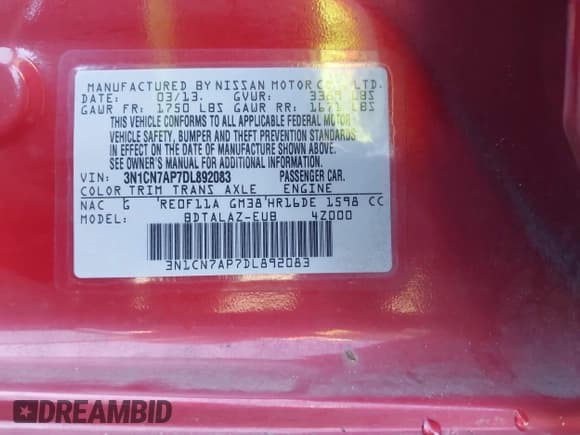 MANUFACTURED BY NISSAN MOTOR CO., LTD.
DATE: 03/13. GVWR: 3369 LBS
GAWR FR: 1750 LBS GAWR RR: 1671 LBS
THIS VEHICLE CONFORMS TO ALL APPLICABLE FEDERAL MOTOR
VEHICLE SAFETY, BUMPER AND THEFT PREVENTION STANDARDS
IN EFFECT ON THE DATE OF MANUFACTURE SHOWN ABOVE.
SEE OWNER'S MANUAL FOR ADDITIONAL INFORMATION.
VIN: 3N1CN7AP7DL892083 PASSENGER CAR.
COLOR TRIM TRANS AXLE ENGINE
NAC G RE0F11A GM38 HR16DE 1598 CC
MODEL: BDTALAZ-EUB 4Z000
3N1CN7AP7DL892083
DREAMBID